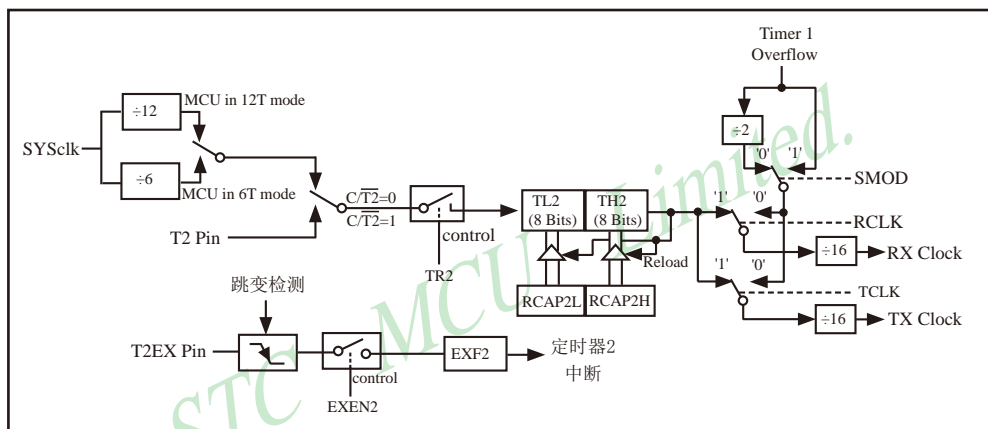 Timer 1
Overflow
÷12
MCU in 12T mode
SYSclk
÷6
MCU in 6T mode
÷2
'0'
'1'
SMOD
C/T2=0
C/T2=1
T2 Pin
control
TR2
TL2
(8 Bits)
TH2
(8 Bits)
Reload
RCAP2L
RCAP2H
'1'
'0'
RCLK
÷16
RX Clock
'1'
'0'
TCLK
÷16
TX Clock
跳变检测
T2EX Pin
control
EXEN2
EXF2
定时器2
中断
STC MCU Limited.